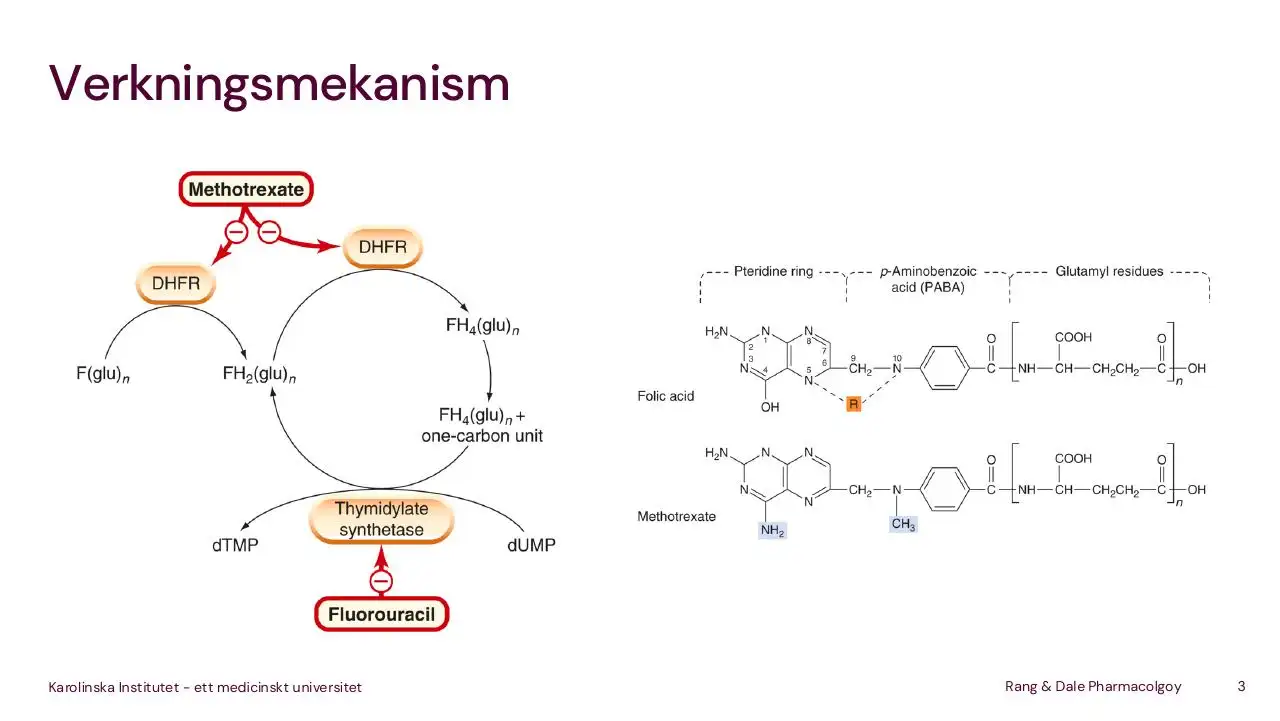 Verkningsmekanism
Methotrexate
−
−
DHFR
DHFR
FH4(glu)n
F(glu)n
FH2(glu)n
FH4(glu)n +
one-carbon unit
Thymidylate
synthetase
dTMP
dUMP
−
Fluorouracil
Pteridine ring
p-Aminobenzoic
acid (PABA)
Glutamyl residues
Folic acid
H2N
N
N
N
N
OH
1
2
3
4
5
6
7
8
9
10
CH2
N
R
O
C
NH
COOH
CH
CH2CH2
O
C
n
OH
Methotrexate
H2N
N
N
N
N
NH2
CH2
N
CH3
O
C
NH
COOH
CH
CH2CH2
O
C
n
OH
Karolinska Institutet - ett medicinskt universitet
Rang & Dale Pharmacolgoy
3